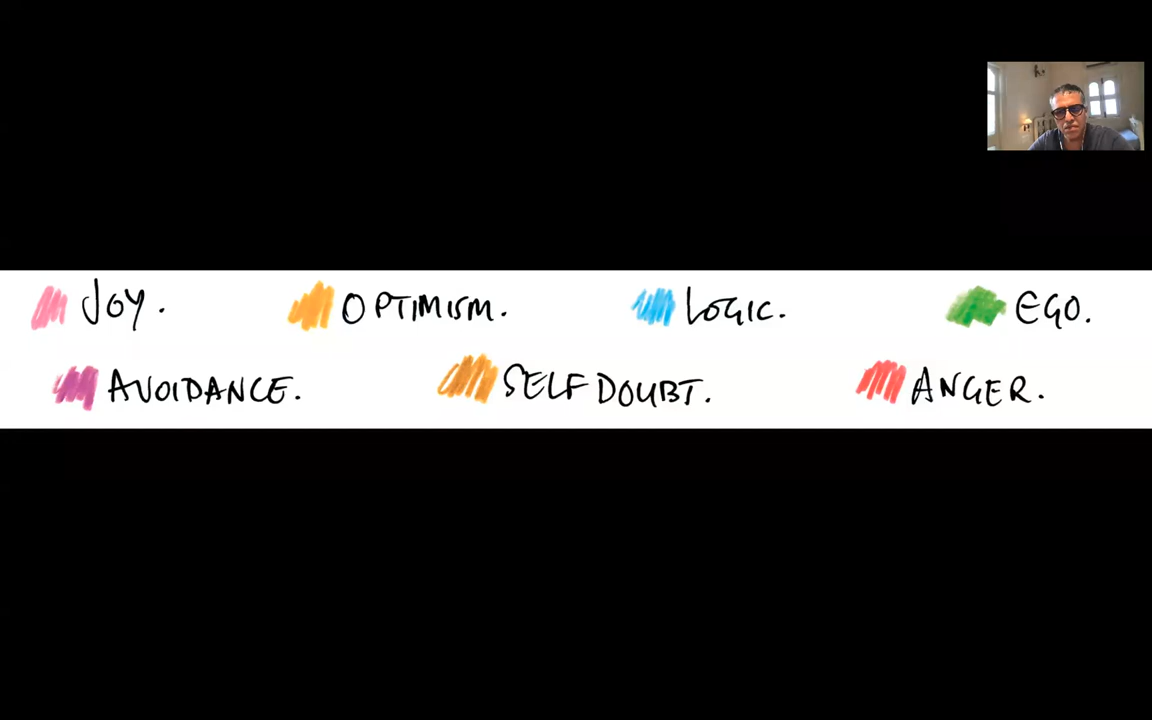 JOY. OPTIMISM. LOGIC. EGO.
AVOIDANCE. SELF DOUBT. ANGER.